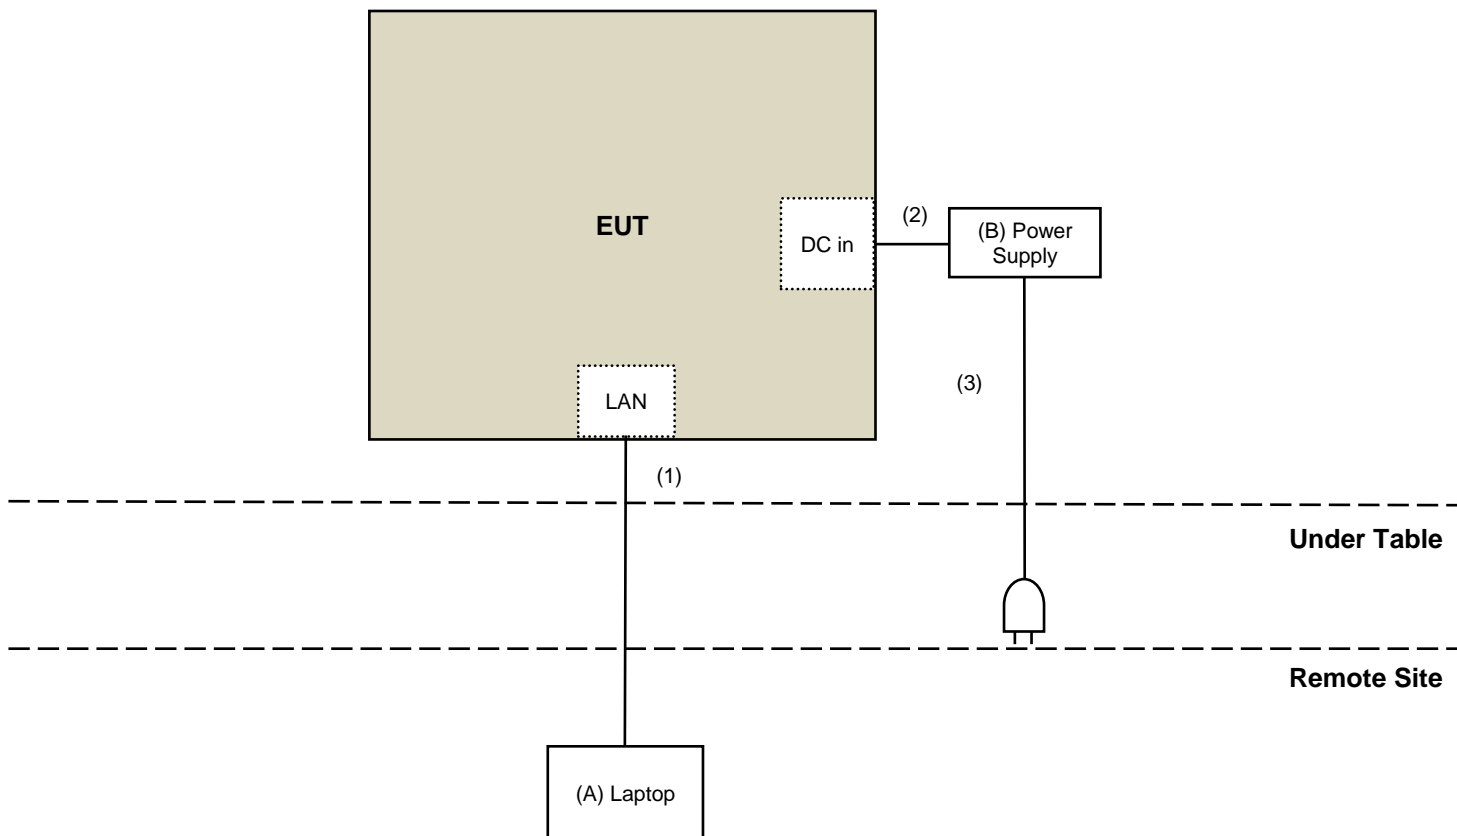 EUT
DC in
(2)
(B) Power
Supply
(3)
LAN
(1)
Under Table
Remote Site
(A) Laptop